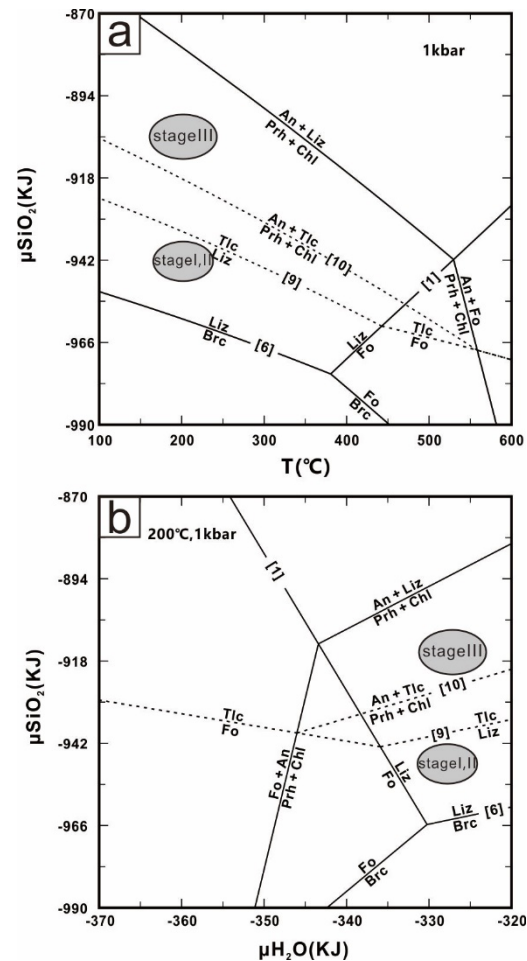 a
1kbar
-870
-894
-918
-942
-966
-990
μSiO₂(KJ)
An + Liz
Prh + Chl
stageIII
An + Tlc
Prh + Chl [10]
Tlc
Liz
[9]
stageI,II
Liz
Brc [6]
[1]
Liz
Fo
Tlc
Fo
An + Fo
Prh + Chl
Fo
Brc
100 200 300 400 500 600
T(℃)
b
200℃,1kbar
-870
-894
-918
-942
-966
-990
μSiO₂(KJ)
[1]
An + Liz
Prh + Chl
stageIII
An + Tlc [10]
Prh + Chl
Tlc
Fo
Tlc
[9] Liz
Fo + An
Prh + Chl
Liz
Fo
stageI,II
Liz [6]
Brc
Fo
Brc
-370 -360 -350 -340 -330 -320
μH₂O(KJ)